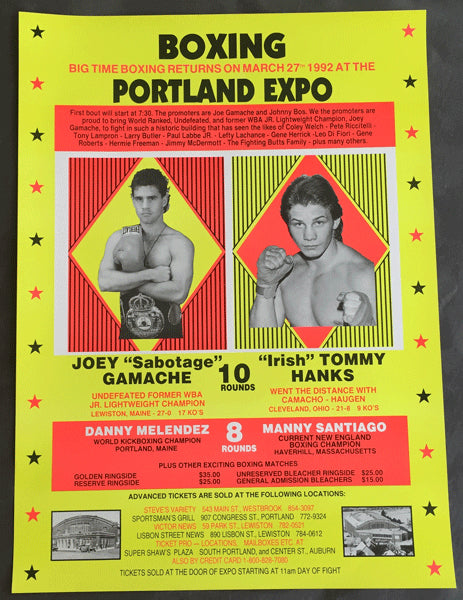 BOXING
BIG TIME BOXING RETURNS ON MARCH 27TH 1992 AT THE
PORTLAND EXPO
First bout will start at 7:30. The promoters are Joe Gamache and Johnny Bos. We the promoters are
proud to bring World Ranked, Undefeated, and former WBA JR. Lightweight Champion, Joey
Gamache, to fight in such a historic building that has seen the likes of Coley Welch - Pete Riccitelli -
Tony Lampron - Larry Butler - Paul Labbe JR. - Lefty Lachance - Gene Herrick - Leo Di Fiori - Gene
Roberts - Hermie Freeman - Jimmy McDermott - The Fighting Butts Family - plus many others.
JOEY "Sabotage"
GAMACHE
10
ROUNDS
"Irish" TOMMY
HANKS
UNDEFEATED FORMER WBA
JR. LIGHTWEIGHT CHAMPION
LEWISTON, MAINE - 27-0 17 KO'S
WENT THE DISTANCE WITH
CAMACHO - HAUGEN
CLEVELAND, OHIO - 21-8 9 KO'S
DANNY MELENDEZ
WORLD KICKBOXING CHAMPION
PORTLAND, MAINE
8
ROUNDS
MANNY SANTIAGO
CURRENT NEW ENGLAND
BOXING CHAMPION
HAVERHILL, MASSACHUSETTS
PLUS OTHER EXCITING BOXING MATCHES
GOLDEN RINGSIDE $35.00 UNRESERVED BLEACHER RINGSIDE $25.00
RESERVE RINGSIDE $25.00 GENERAL ADMISSION BLEACHERS $15.00
ADVANCED TICKETS ARE SOLD AT THE FOLLOWING LOCATIONS:
STEVE'S VARIETY 543 MAIN ST., WESTBROOK 854-3097
SPORTSMAN'S GRILL 907 CONGRESS ST., PORTLAND 772-9324
VICTOR NEWS 59 PARK ST., LEWISTON 782-0521
LISBON STREET NEWS 890 LISBON ST., LEWISTON 784-0612
TICKET PRO — LOCATIONS, MAILBOXES ETC. AT
SUPER SHAW'S PLAZA SOUTH PORTLAND, and CENTER ST., AUBURN
ALSO BY CREDIT CARD 1-800-828-7080
TICKETS SOLD AT THE DOOR OF EXPO STARTING AT 11am DAY OF FIGHT